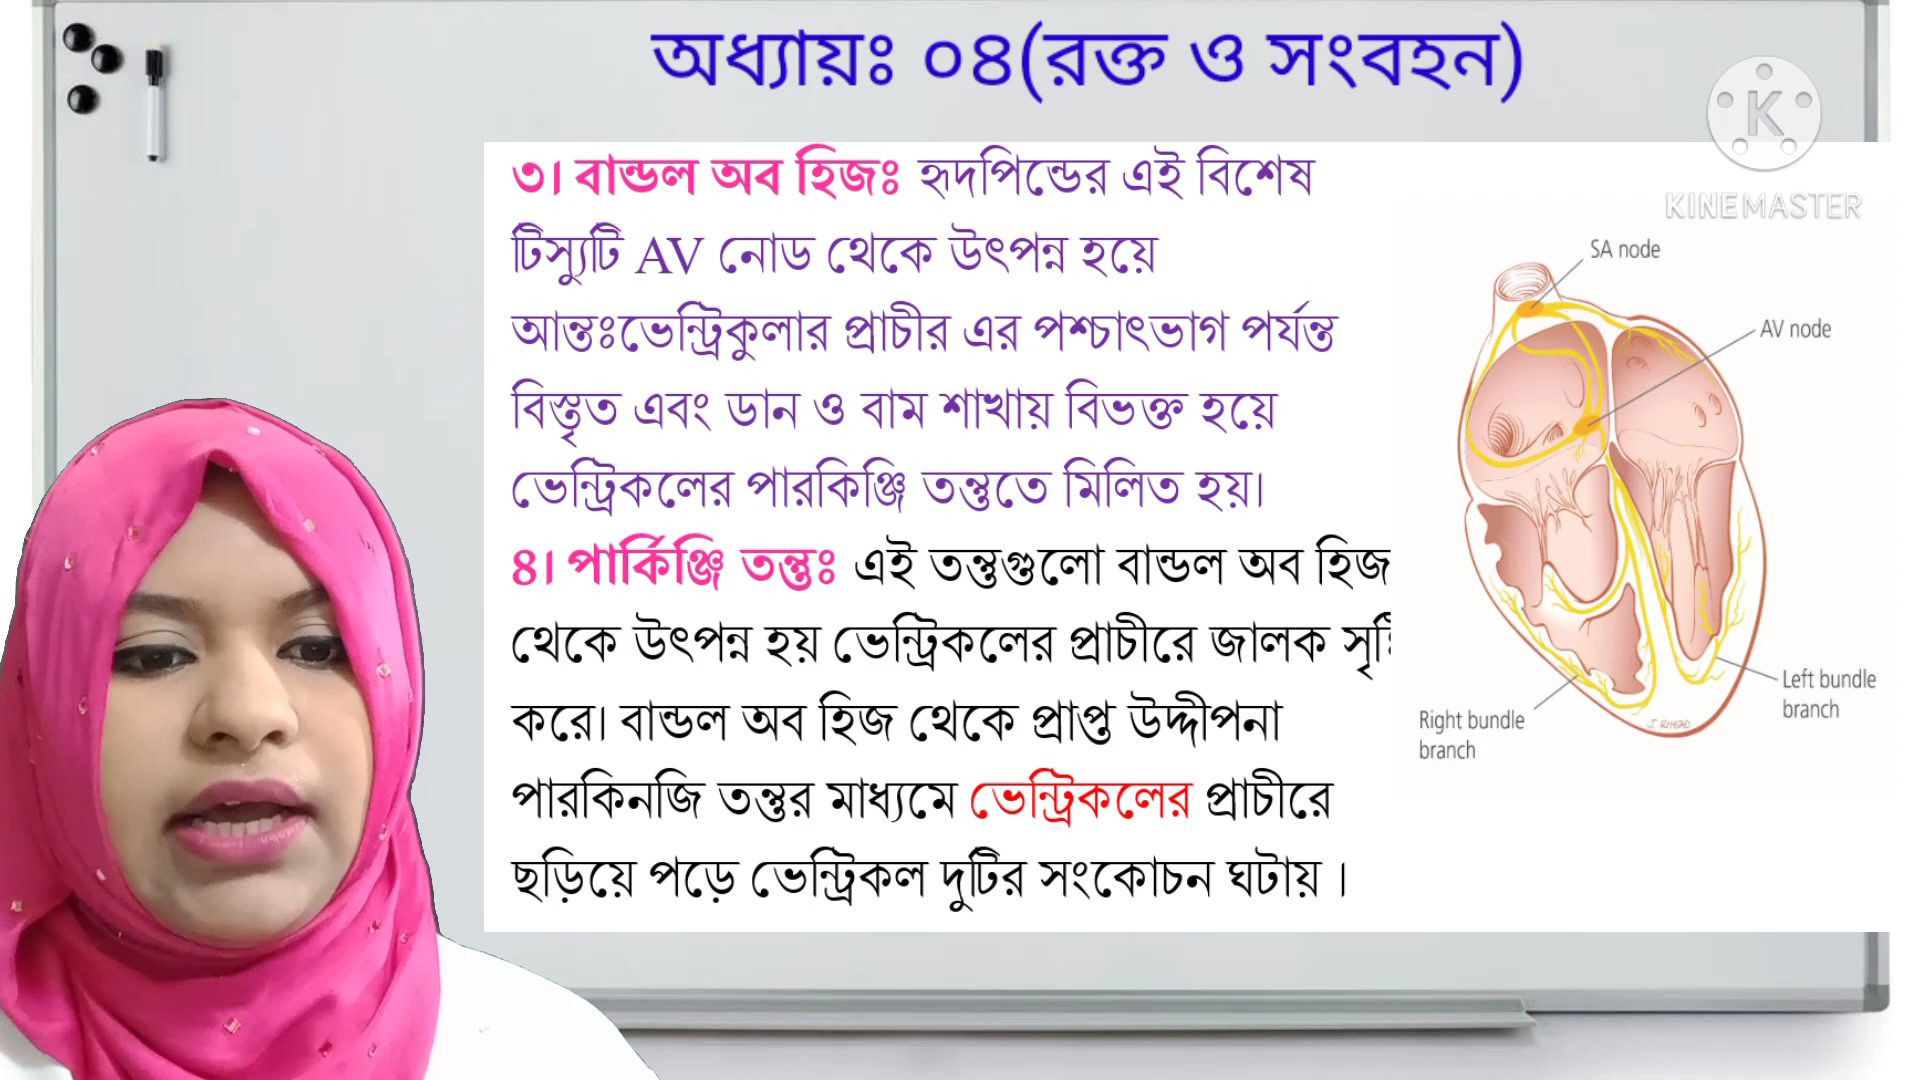 অধ্যায়ঃ ০৪(রক্ত ও সংবহন)
K
KINEMASTER
৩। বান্ডল অব হিজঃ হৃদপিন্ডের এই বিশেষ
টিস্যুটি AV নোড থেকে উৎপন্ন হয়ে
আন্তঃভেন্ট্রিকুলার প্রাচীর এর পশ্চাৎভাগ পর্যন্ত
বিস্তৃত এবং ডান ও বাম শাখায় বিভক্ত হয়ে
ভেন্ট্রিকলের পারকিঞ্জি তন্তুতে মিলিত হয়।
৪। পার্কিঞ্জি তন্তুঃ এই তন্তুগুলো বান্ডল অব হিজ
থেকে উৎপন্ন হয় ভেন্ট্রিকলের প্রাচীরে জালক
করে। বান্ডল অব হিজ থেকে প্রাপ্ত উদ্দীপনা
পারকিনজি তন্তুর মাধ্যমে ভেন্ট্রিকলের প্রাচীরে
ছড়িয়ে পড়ে ভেন্ট্রিকল দুটির সংকোচন ঘটায়।
SA node
AV node
Left bundle
branch
Right bundle
branch